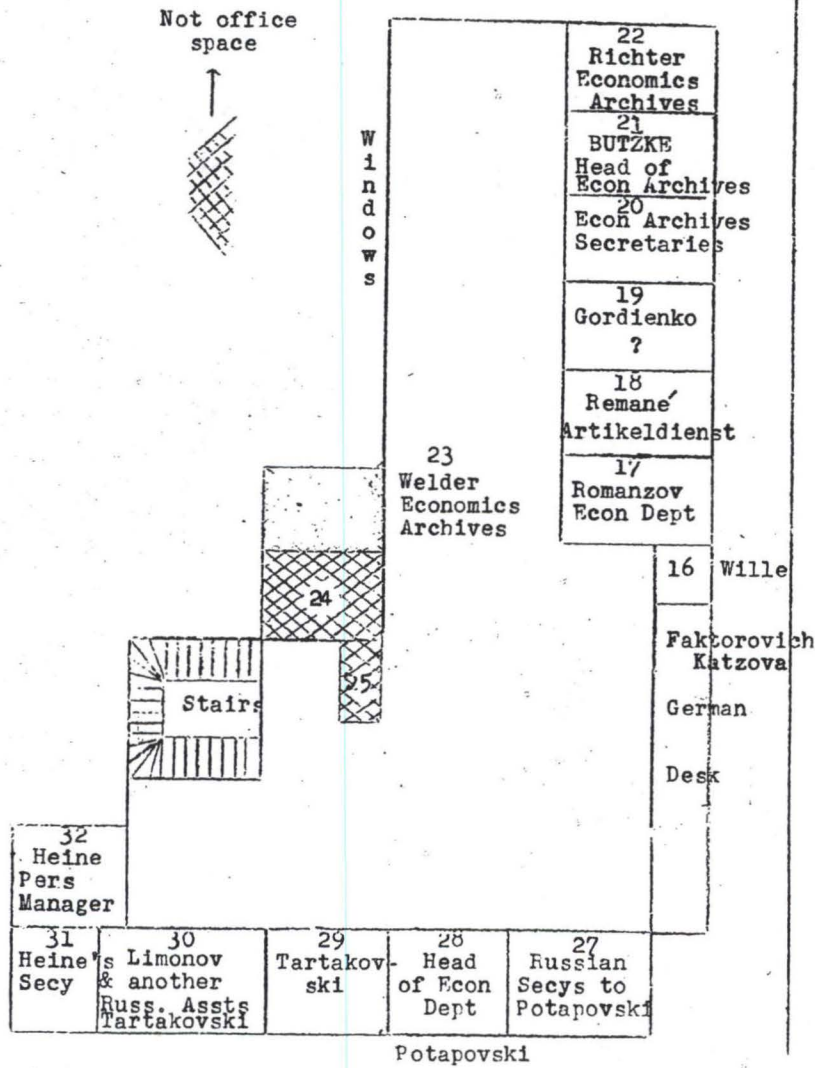 Not office
space
Windows
22
Richter
Economics
Archives
21
BUTZKE
Head of
Econ Archives
20
Econ Archives
Secretaries
19
Gordienko
?
18
Remane´
Artikeldienst
17
Romanzov
Econ Dept
16 Wille
Faktorovich
Katzova
German
Desk
23
Welder
Economics
Archives
24
25
Stairs
32
Heine
Pers
Manager
31
Heine's
Secy
30
Limonov
& another
Russ. Assts
Tartakovski
29
Tartakov-
ski
28
Head
of Econ
Dept
27
Russian
Secys to
Potapovski
Potapovski